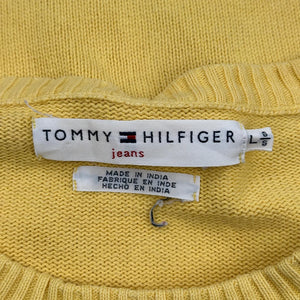 TOMMY HILFIGER
jeans
L
MADE IN INDIA
FABRIQUE EN INDE
HECHO EN INDIA